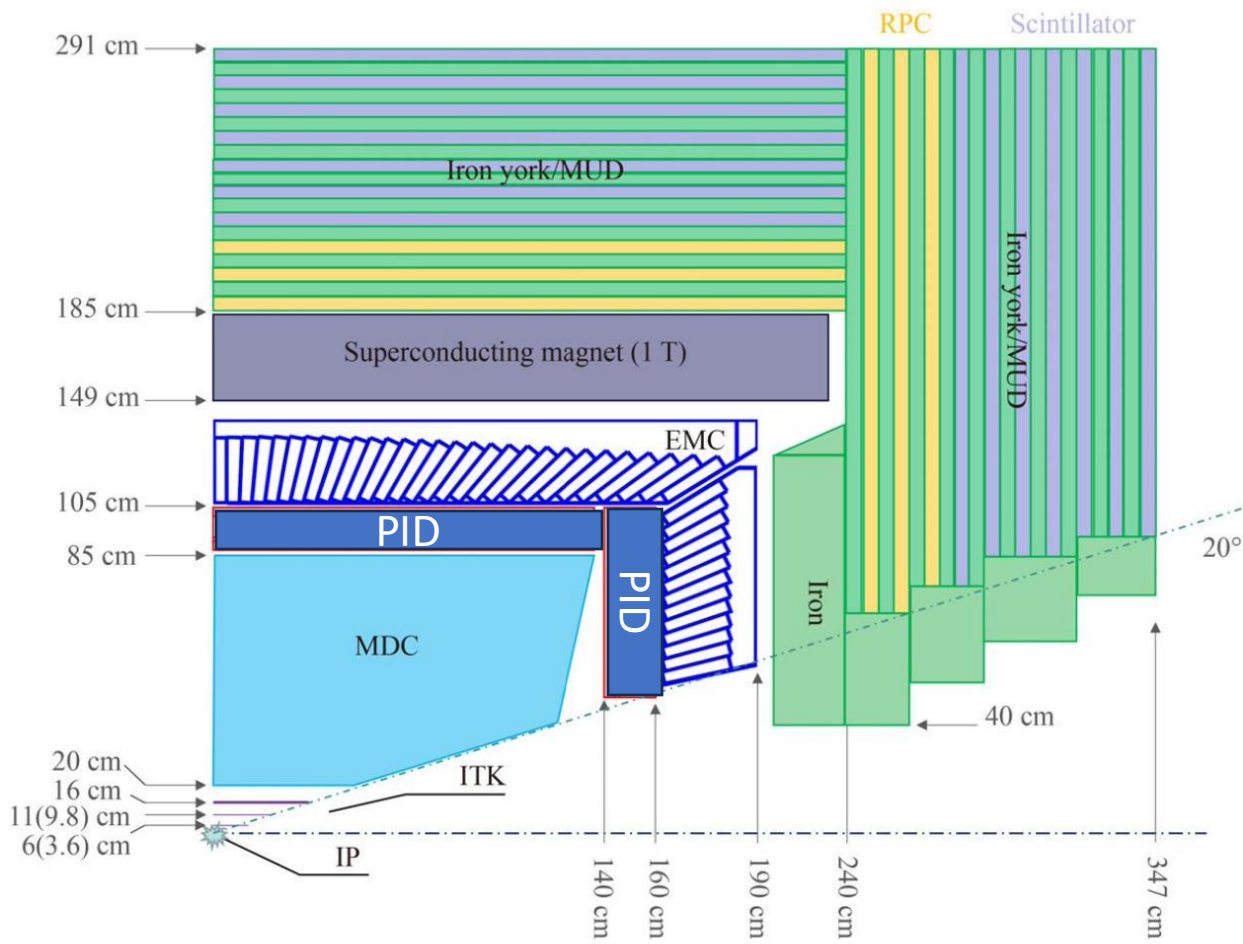 RPC
Scintillator
291 cm
Iron york/MUD
185 cm
Superconducting magnet (1 T)
Iron york/MUD
149 cm
EMC
105 cm
PID
85 cm
20°
PID
Iron
MDC
40 cm
20 cm
16 cm
ITK
11(9.8) cm
6(3.6) cm
IP
140 cm
160 cm
190 cm
240 cm
347 cm